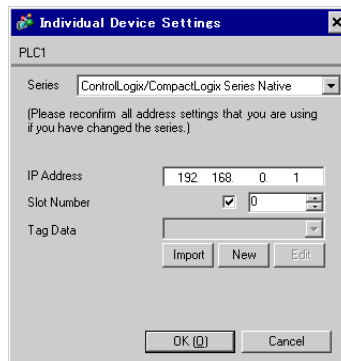 Individual Device Settings
PLC1
Series ControlLogix/CompactLogix Series Native
(Please reconfirm all address settings that you are using
if you have changed the series.)
IP Address 192. 168. 0. 1
Slot Number 0
Tag Data
Import New Edit
OK (O) Cancel